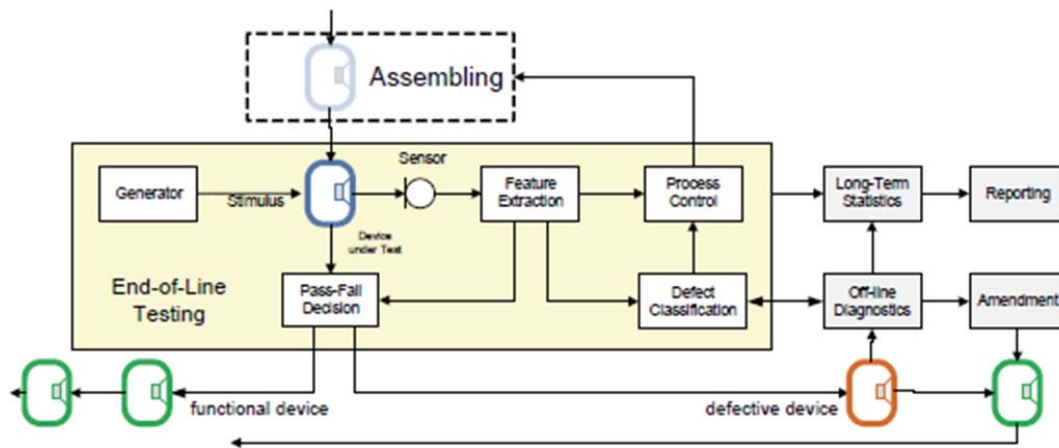 Assembling
Sensor
Generator
Stimulus
Feature
Extraction
Process
Control
Long-Term
Statistics
Reporting
Device
under Test
End-of-Line
Testing
Pass-Fail
Decision
Defect
Classification
Off-line
Diagnostics
Amendment
functional device
defective device